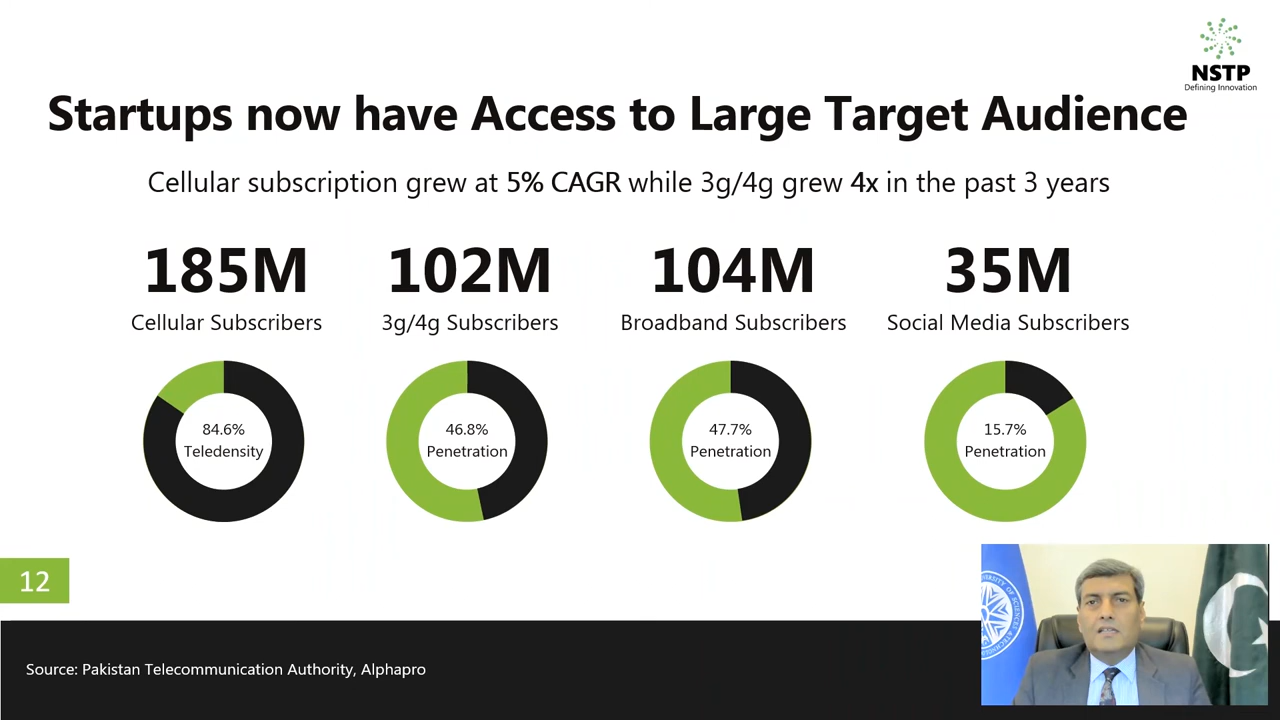 NSTP
Defining Innovation
Startups now have Access to Large Target Audience
Cellular subscription grew at 5% CAGR while 3g/4g grew 4x in the past 3 years
185M
Cellular Subscribers
84.6%
Teledensity
102M
3g/4g Subscribers
46.8%
Penetration
104M
Broadband Subscribers
47.7%
Penetration
35M
Social Media Subscribers
15.7%
Penetration
12
Source: Pakistan Telecommunication Authority, Alphapro